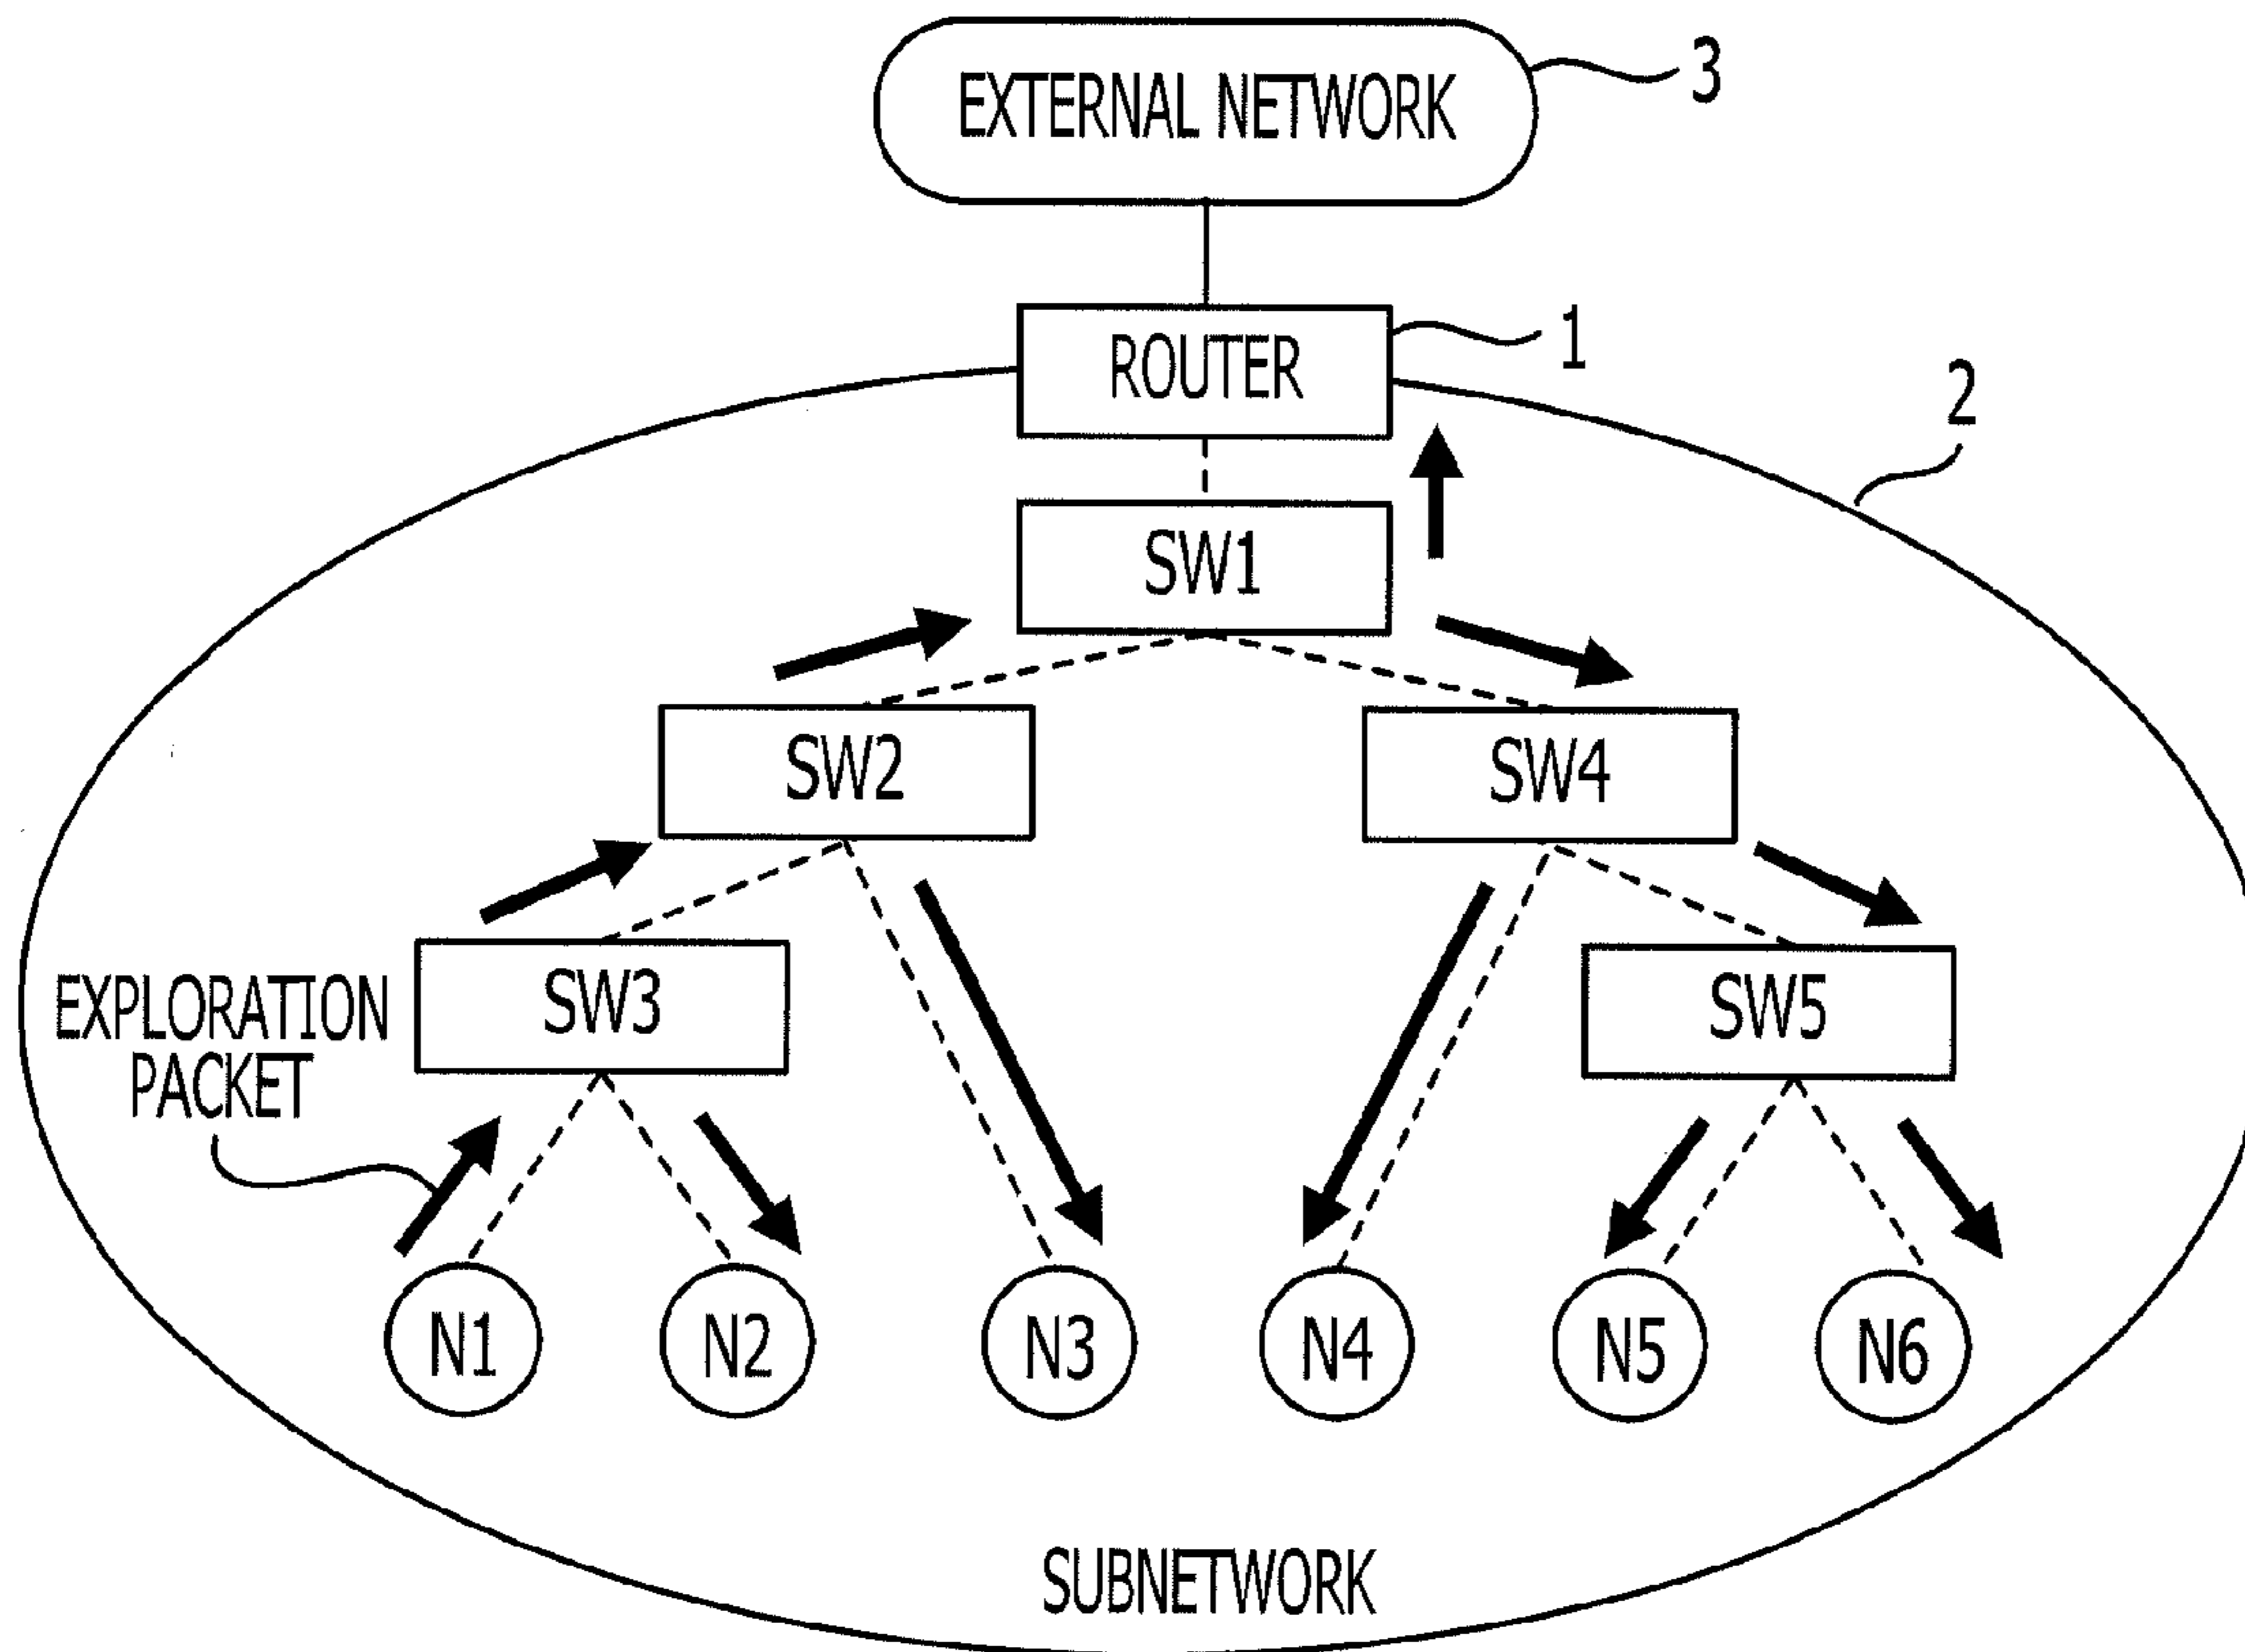 EXTERNAL NETWORK
3
ROUTER
1
2
SW1
SW2
SW4
SW3
SW5
EXPLORATION
PACKET
N1
N2
N3
N4
N5
N6
SUBNETWORK